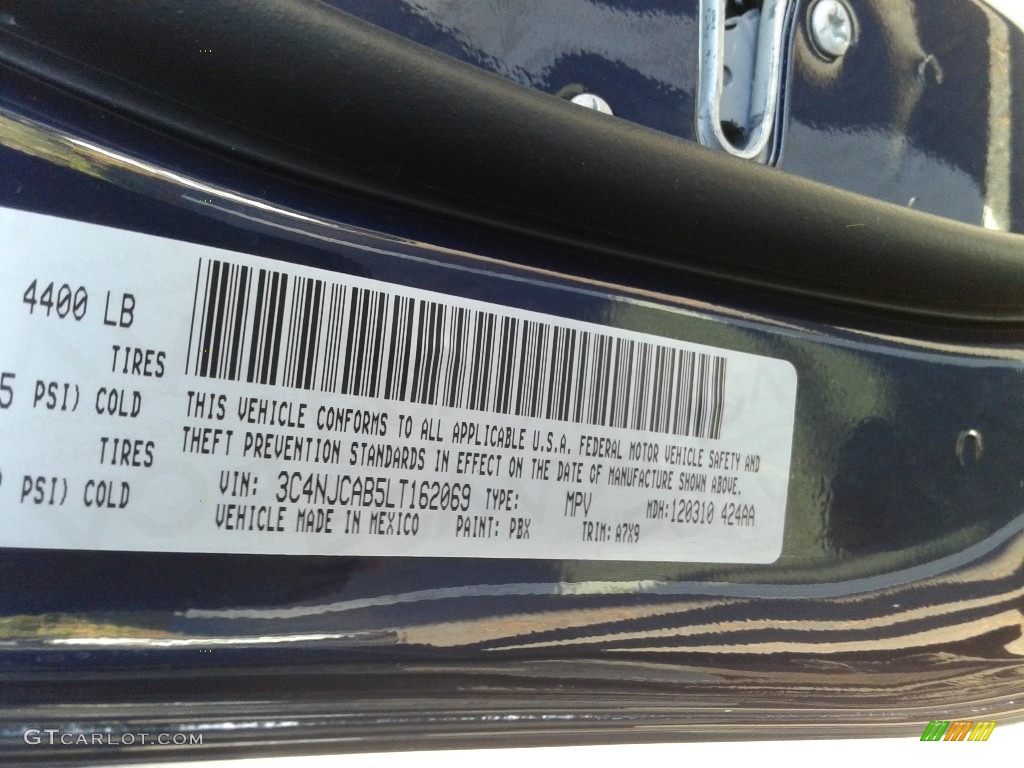 4400 LB
TIRES
5 PSI) COLD
TIRES
PSI) COLD
THIS VEHICLE CONFORMS TO ALL APPLICABLE U.S.A. FEDERAL MOTOR VEHICLE SAFETY AND
THEFT PREVENTION STANDARDS IN EFFECT ON THE DATE OF MANUFACTURE SHOWN ABOVE.
VIN: 3C4NJCAB5LT162069 TYPE: MPV MDH:120310 424AA
VEHICLE MADE IN MEXICO PAINT: PBX TRIM: A7X9
GTCARLOT.COM